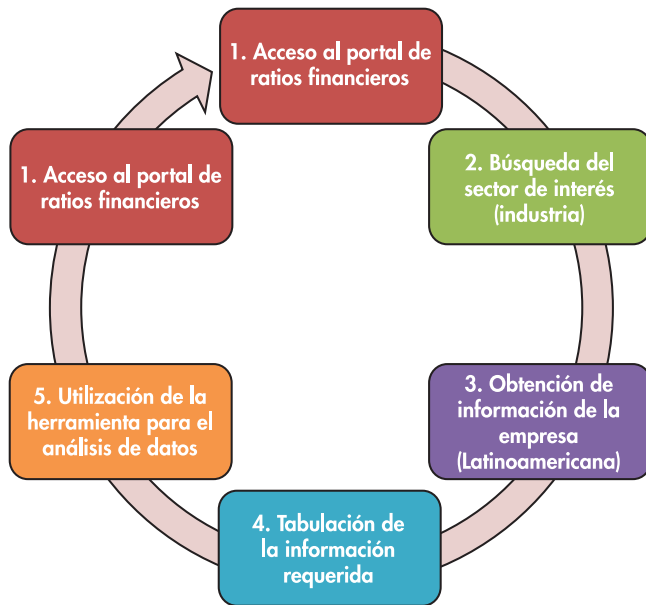 1. Acceso al portal de
ratios financieros
2. Búsqueda del
sector de interés
(industria)
3. Obtención de
información de la
empresa
(Latinoamericana)
4. Tabulación de
la información
requerida
5. Utilización de la
herramienta para el
análisis de datos
1. Acceso al portal de
ratios financieros